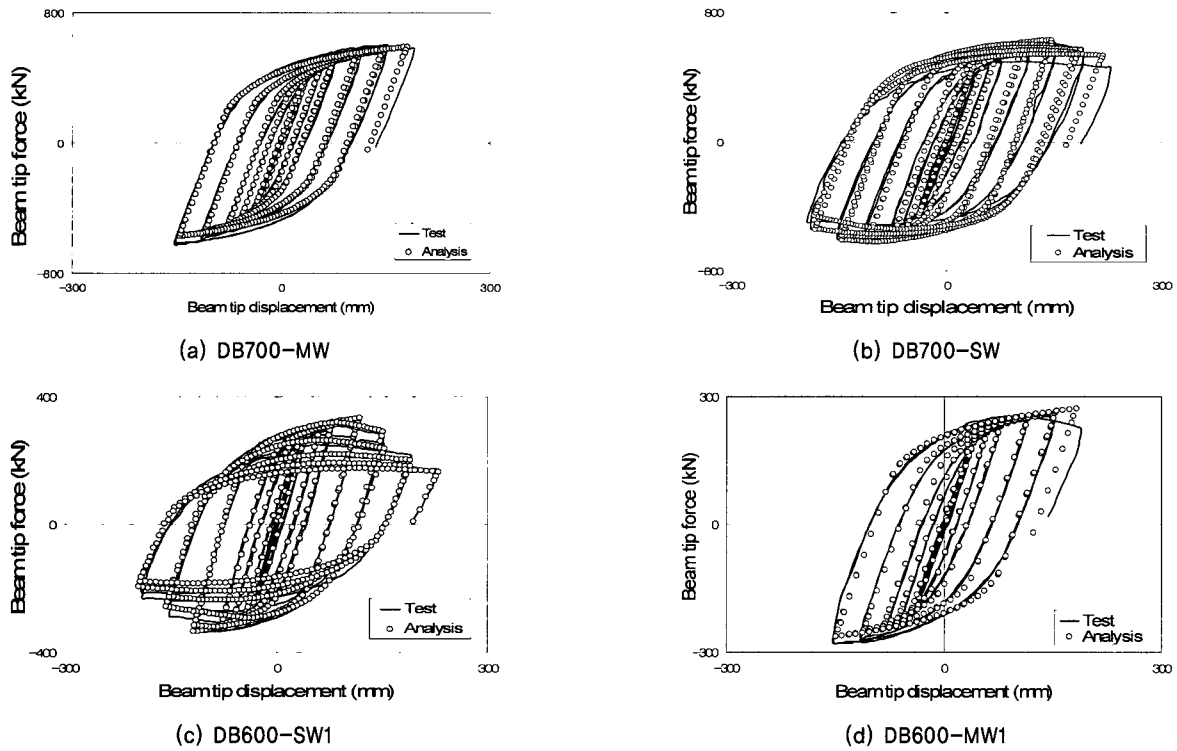 800
Beam tip force (kN)
0
Test
Analysis
-800
-300
0
300
Beam tip displacement (mm)
(a) DB700-MW
800
Beam tip force (kN)
0
Test
Analysis
-800
-300
0
300
Beam tip displacement (mm)
(b) DB700-SW
400
Beam tip force (kN)
0
Test
Analysis
-400
-300
0
300
Beam tip displacement (mm)
(c) DB600-SW1
300
Beam tip force (kN)
0
Test
Analysis
-300
-300
0
300
Beam tip displacement (mm)
(d) DB600-MW1